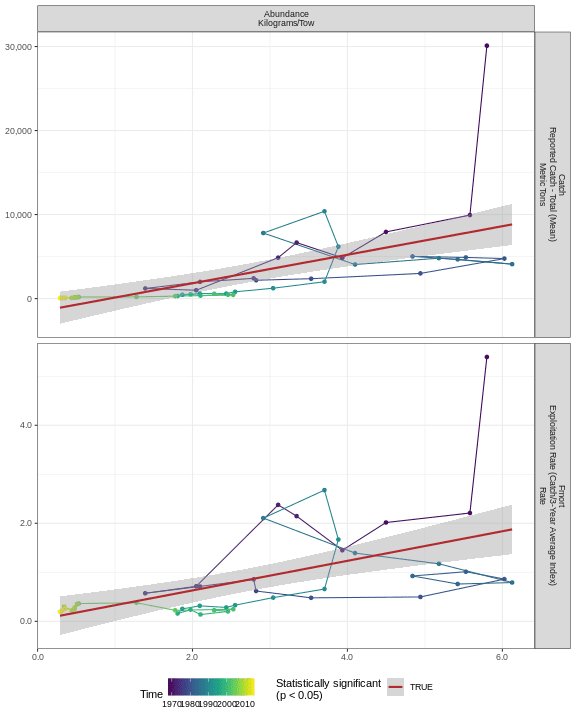 Abundance
Kilograms/Tow
30,000
20,000
10,000
0
Catch
Reported Catch - Total (Mean)
Metric Tons
4.0
2.0
0.0
Fmort
Exploitation Rate (Catch/3-Year Average Index)
Rate
0.0 2.0 4.0 6.0
Time
1970 1980 1990 2000 2010
Statistically significant
(p < 0.05)
TRUE